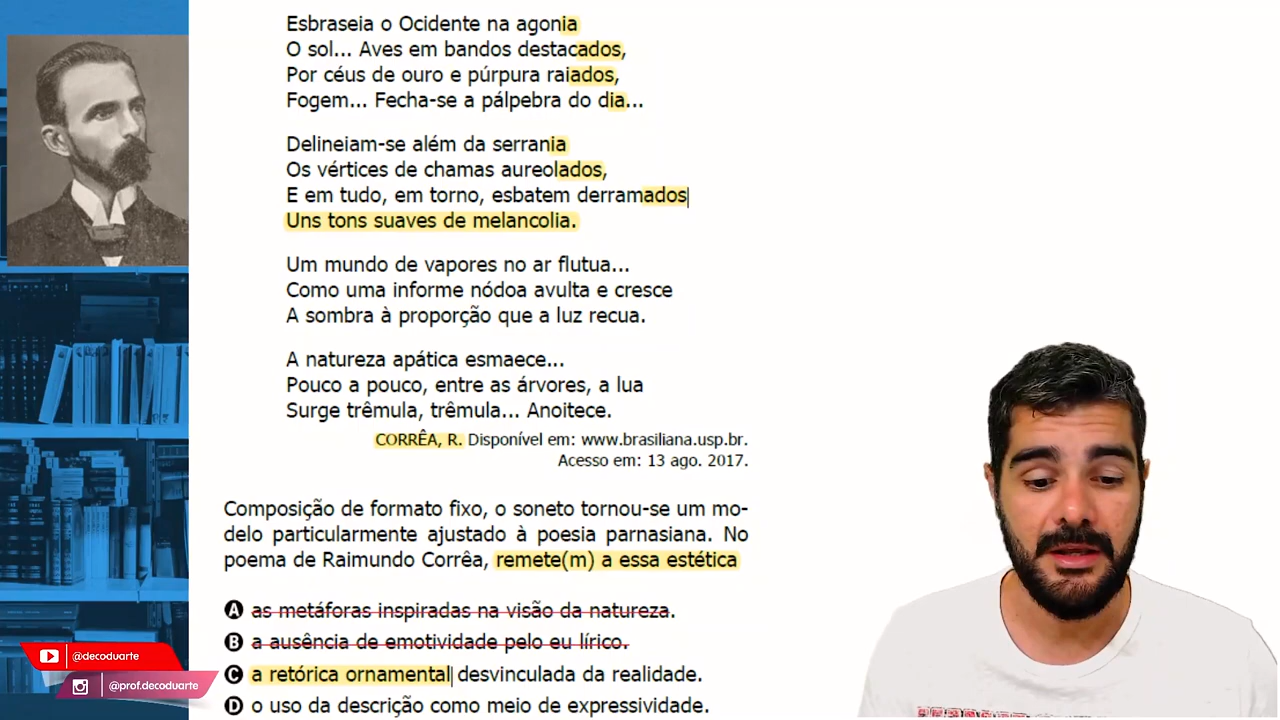 Esbraseia o Ocidente na agonia
O sol... Aves em bandos destacados,
Por céus de ouro e púrpura raiados,
Fogem... Fecha-se a pálpebra do dia...
Delineiam-se além da serrania
Os vértices de chamas aureolados,
E em tudo, em torno, esbatem derramados
Uns tons suaves de melancolia.
Um mundo de vapores no ar flutua...
Como uma informe nódoa avulta e cresce
A sombra à proporção que a luz recua.
A natureza apática esmaece...
Pouco a pouco, entre as árvores, a lua
Surge trêmula, trêmula... Anoitece.
CORRÊA, R. Disponível em: www.brasiliana.usp.br.
Acesso em: 13 ago. 2017.
Composição de formato fixo, o soneto tornou-se um mo-
delo particularmente ajustado à poesia parnasiana. No
poema de Raimundo Corrêa, remete(m) a essa estética
A as metáforas inspiradas na visão da natureza.
B a ausência de emotividade pelo eu lírico.
C a retórica ornamental desvinculada da realidade.
D o uso da descrição como meio de expressividade.
@decoduarte
@prof.decoduarte